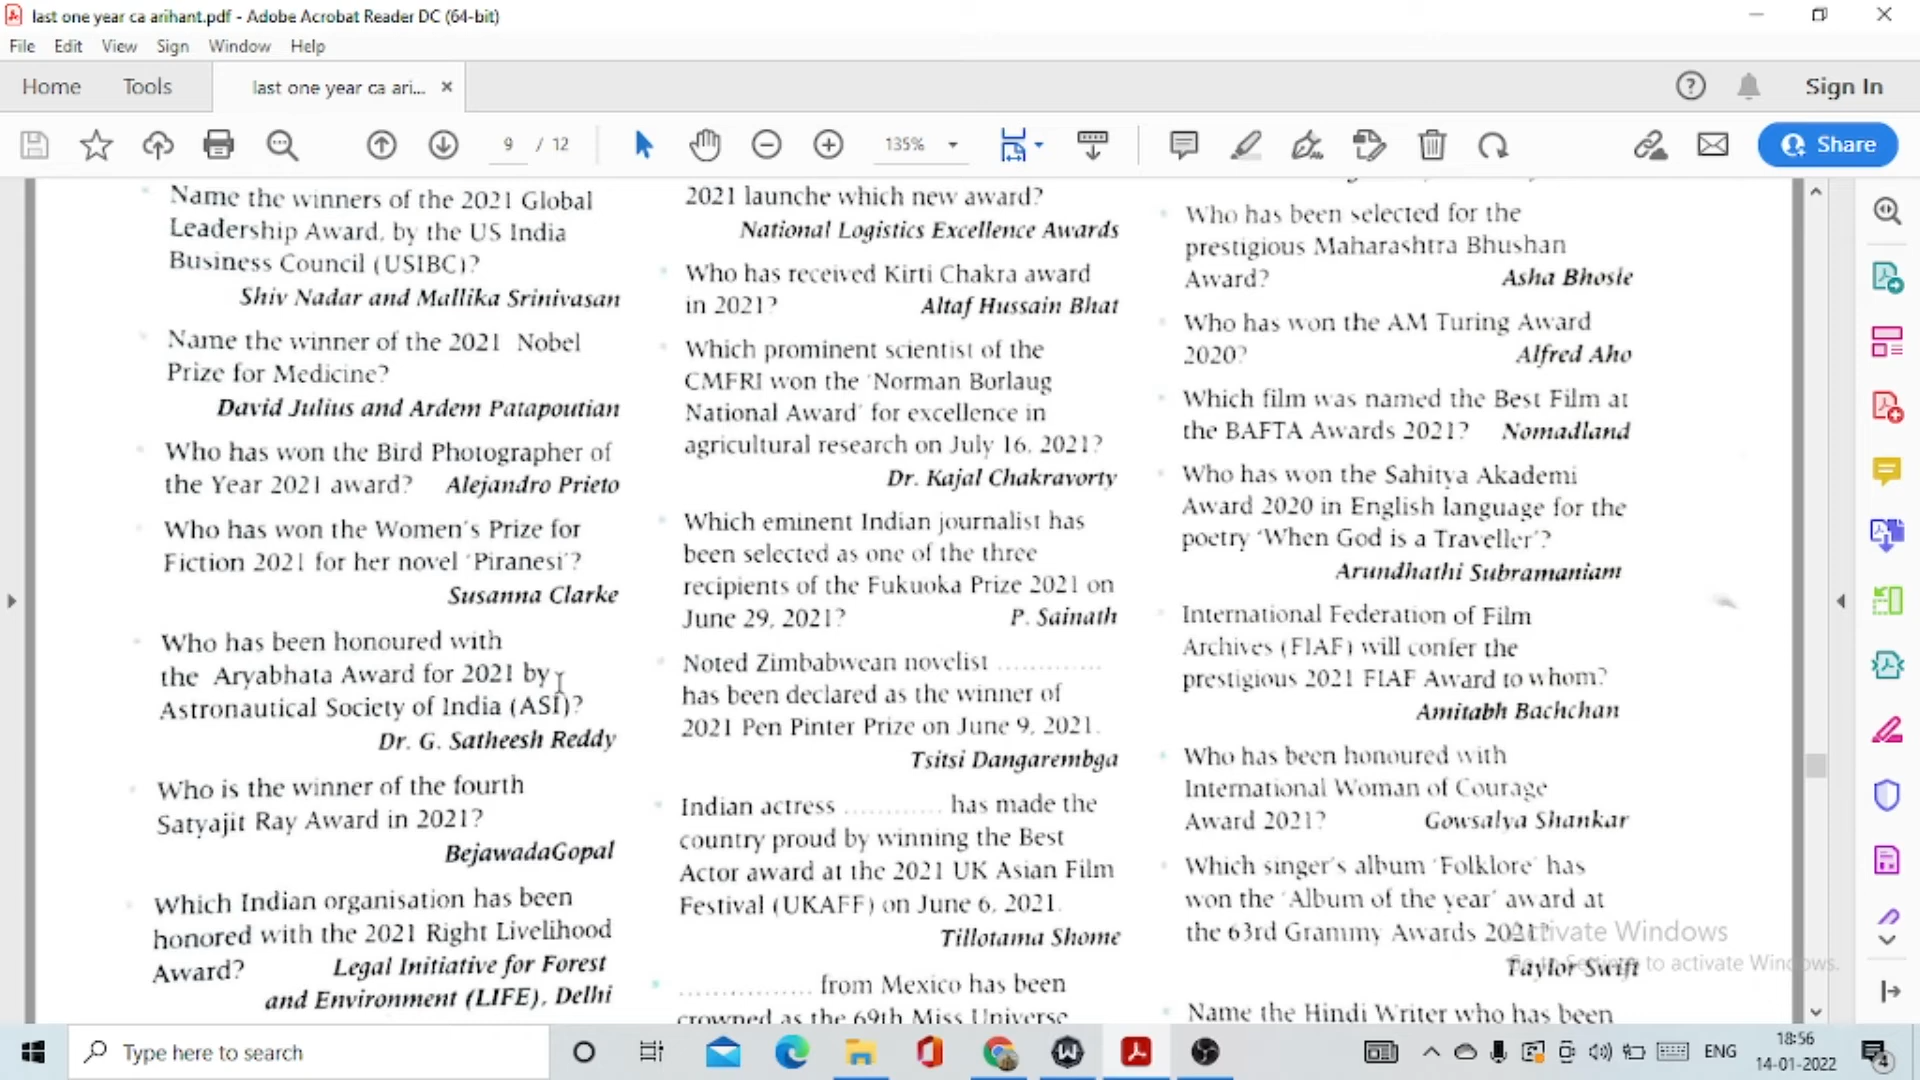 last one year ca arihant.pdf - Adobe Acrobat Reader DC (64-bit)
File Edit View Sign Window Help
Home Tools last one year ca ari... × Sign In
9 / 12 135% Share
Name the winners of the 2021 Global
Leadership Award, by the US India
Business Council (USIBC)?
Shiv Nadar and Mallika Srinivasan
Name the winner of the 2021 Nobel
Prize for Medicine?
David Julius and Ardem Patapoutian
Who has won the Bird Photographer of
the Year 2021 award? Alejandro Prieto
Who has won the Women's Prize for
Fiction 2021 for her novel 'Piranesi'?
Susanna Clarke
Who has been honoured with
the Aryabhata Award for 2021 by
Astronautical Society of India (ASI)?
Dr. G. Satheesh Reddy
Who is the winner of the fourth
Satyajit Ray Award in 2021?
BejawadaGopal
Which Indian organisation has been
honored with the 2021 Right Livelihood
Award? Legal Initiative for Forest
and Environment (LIFE), Delhi
2021 launche which new award?
National Logistics Excellence Awards
Who has received Kirti Chakra award
in 2021? Altaf Hussain Bhat
Which prominent scientist of the
CMFRI won the 'Norman Borlaug
National Award' for excellence in
agricultural research on July 16, 2021?
Dr. Kajal Chakravorty
Which eminent Indian journalist has
been selected as one of the three
recipients of the Fukuoka Prize 2021 on
June 29, 2021? P. Sainath
Noted Zimbabwean novelist .............
has been declared as the winner of
2021 Pen Pinter Prize on June 9, 2021.
Tsitsi Dangarembga
Indian actress ............ has made the
country proud by winning the Best
Actor award at the 2021 UK Asian Film
Festival (UKAFF) on June 6, 2021.
Tillotama Shome
................ from Mexico has been
crowned as the 69th Miss Universe
Who has been selected for the
prestigious Maharashtra Bhushan
Award? Asha Bhosle
Who has won the AM Turing Award
2020? Alfred Aho
Which film was named the Best Film at
the BAFTA Awards 2021? Nomadland
Who has won the Sahitya Akademi
Award 2020 in English language for the
poetry 'When God is a Traveller'?
Arundhathi Subramaniam
International Federation of Film
Archives (FIAF) will confer the
prestigious 2021 FIAF Award to whom?
Amitabh Bachchan
Who has been honoured with
International Woman of Courage
Award 2021? Gowsalya Shankar
Which singer's album 'Folklore' has
won the 'Album of the year' award at
the 63rd Grammy Awards 2021?
Taylor Swift
Name the Hindi Writer who has been
Activate Windows
Go to Settings to activate Windows.
Type here to search
ENG
18:56
14-01-2022
4